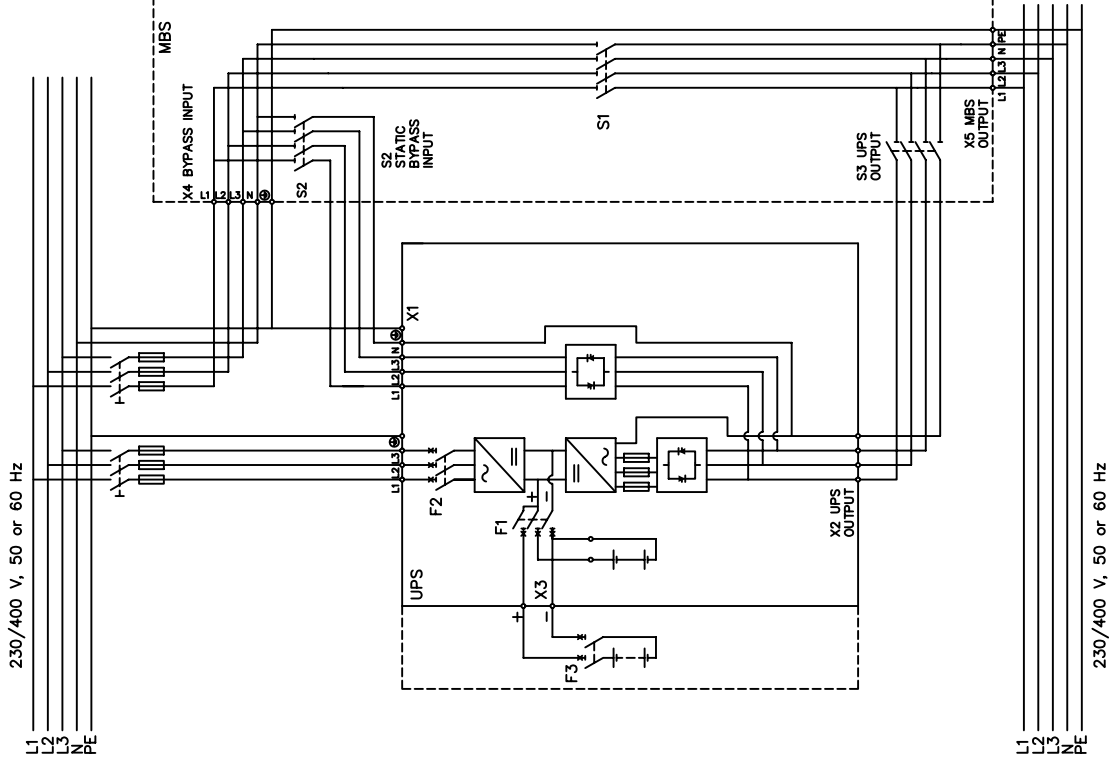 230/400 V, 50 or 60 Hz
L1
L2
L3
N
PE
MBS
X4 BYPASS INPUT
L1 L2 L3 N
S2
S2
STATIC
BYPASS
INPUT
S1
S3 UPS
OUTPUT
X5 MBS
OUTPUT
L1 L2 L3 N PE
UPS
X1
L1 L2 L3 N
L1 L2 L3
F2
F1
+
−
X3
+
−
F3
X2 UPS
OUTPUT
230/400 V, 50 or 60 Hz
L1
L2
L3
N
PE